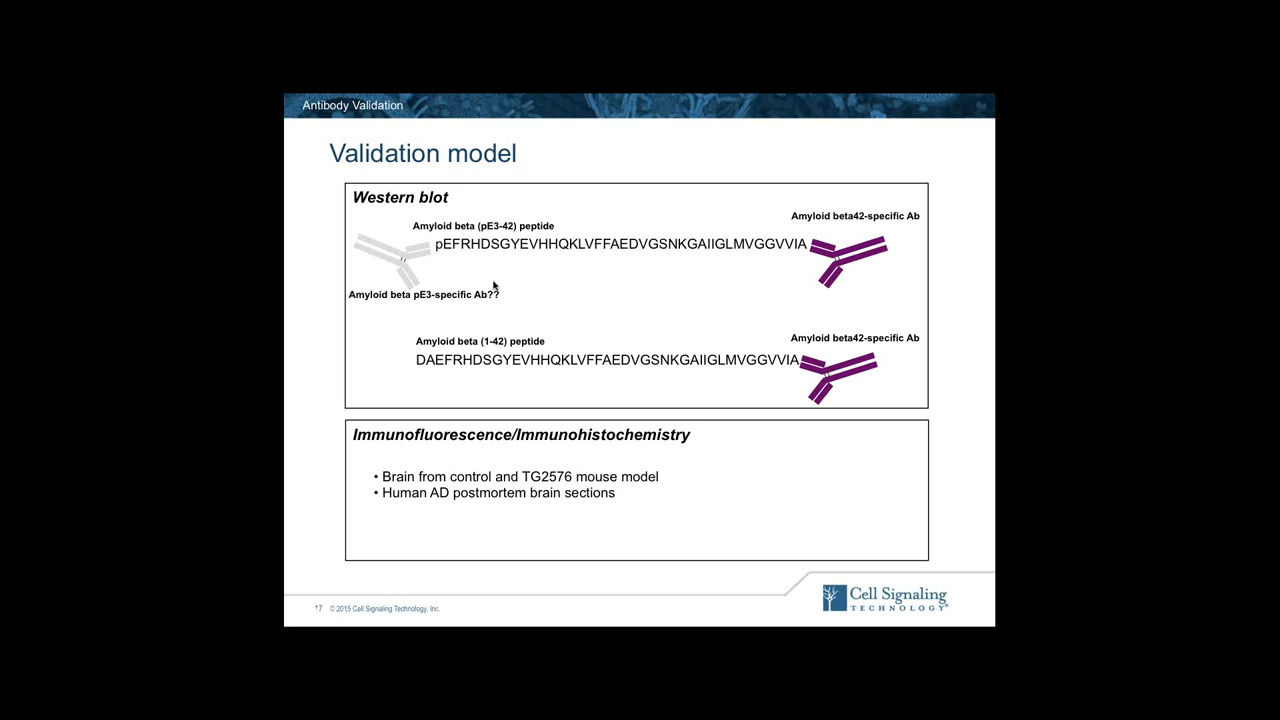 Antibody Validation
Validation model
Western blot
Amyloid beta42-specific Ab
Amyloid beta (pE3-42) peptide
pEFRHDSGYEVHHQKLVFFAEDVGSNKGAIIGLMVGGVVIA
Amyloid beta pE3-specific Ab??
Amyloid beta42-specific Ab
Amyloid beta (1-42) peptide
DAEFRHDSGYEVHHQKLVFFAEDVGSNKGAIIGLMVGGVVIA
Immunofluorescence/Immunohistochemistry
• Brain from control and TG2576 mouse model
• Human AD postmortem brain sections
17 © 2015 Cell Signaling Technology, Inc.
Cell Signaling
TECHNOLOGY®